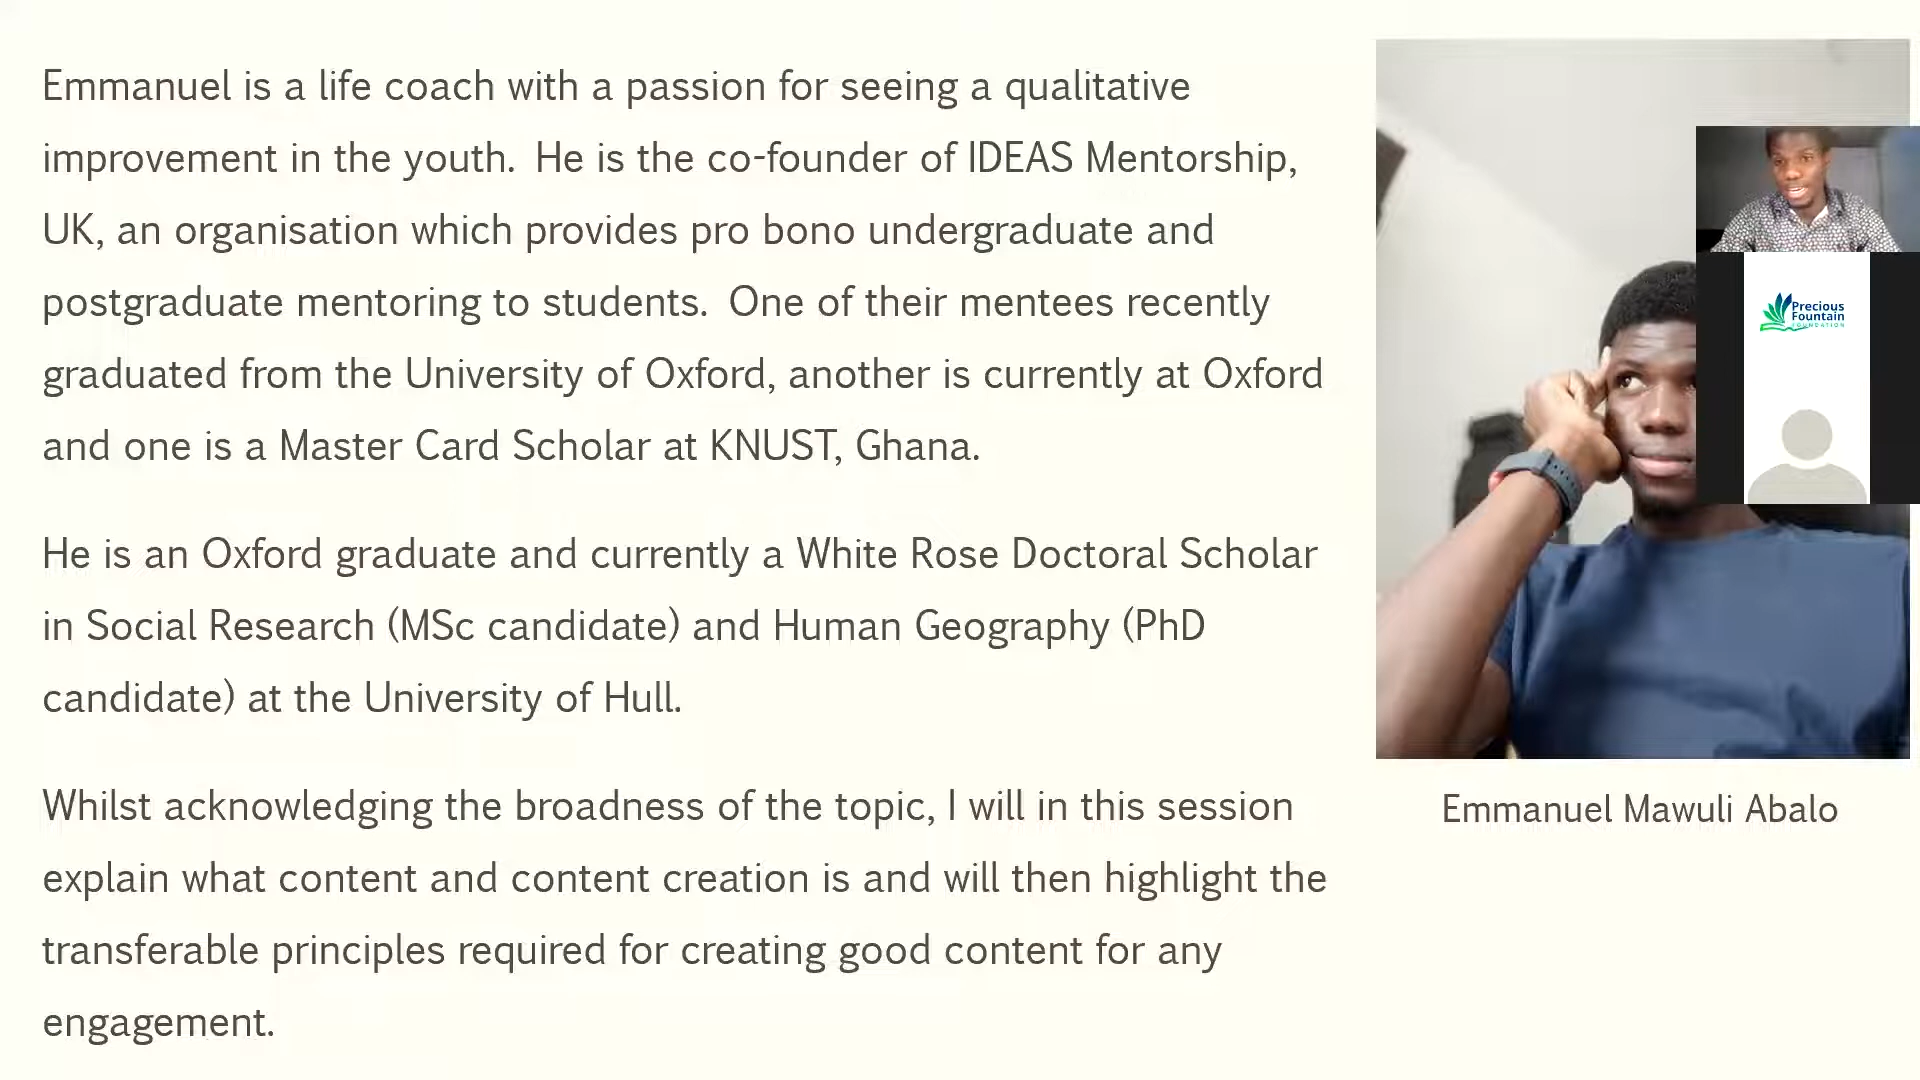 Emmanuel is a life coach with a passion for seeing a qualitative
improvement in the youth. He is the co-founder of IDEAS Mentorship,
UK, an organisation which provides pro bono undergraduate and
postgraduate mentoring to students. One of their mentees recently
graduated from the University of Oxford, another is currently at Oxford
and one is a Master Card Scholar at KNUST, Ghana.
He is an Oxford graduate and currently a White Rose Doctoral Scholar
in Social Research (MSc candidate) and Human Geography (PhD
candidate) at the University of Hull.
Whilst acknowledging the broadness of the topic, I will in this session
explain what content and content creation is and will then highlight the
transferable principles required for creating good content for any
engagement.
Precious
Fountain
FOUNDATION
Emmanuel Mawuli Abalo